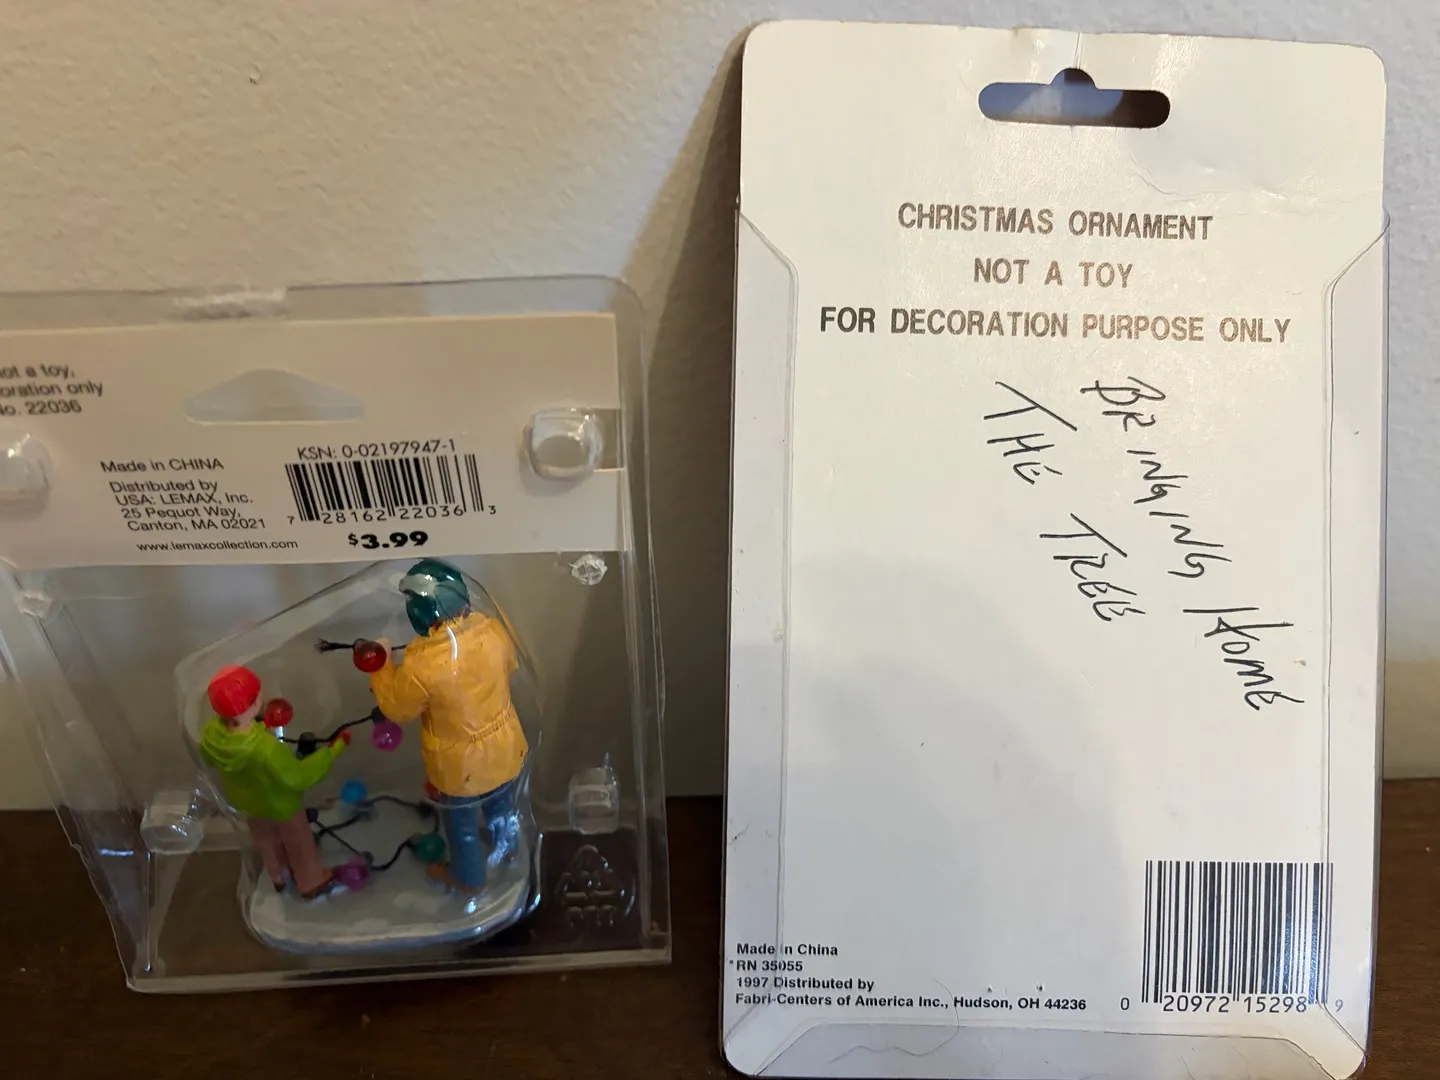 ot a toy,
oration only
No. 22036
Made in CHINA
Distributed by
USA: LEMAX, Inc.
25 Pequot Way,
Canton, MA 02021
www.lemaxcollection.com
KSN: 0-02197947-1
7 28162 22036 3
$3.99
CHRISTMAS ORNAMENT
NOT A TOY
FOR DECORATION PURPOSE ONLY
BRINGING HOME
THE TREE
Made in China
RN 35055
1997 Distributed by
Fabri-Centers of America Inc., Hudson, OH 44236
0 20972 15298 9